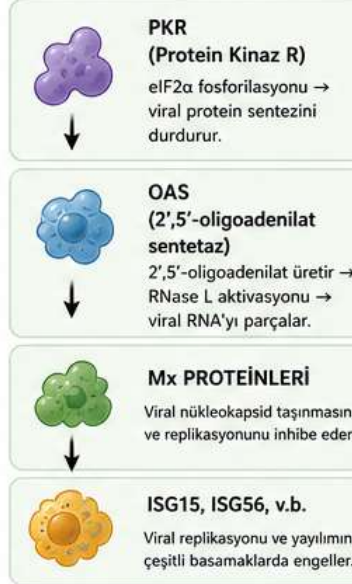 PKR
(Protein Kinaz R)
eIF2α fosforilasyonu →
viral protein sentezini
durdurur.
OAS
(2′,5′-oligoadenilat
sentetaz)
2′,5′-oligoadenilat üretir →
RNase L aktivasyonu →
viral RNA'yı parçalar.
Mx PROTEİNLERİ
Viral nükleokapsid taşınmasın
ve replikasyonunu inhibe eder
ISG15, ISG56, v.b.
Viral replikasyonu ve yayılımın
çeşitli basamaklarda engeller.